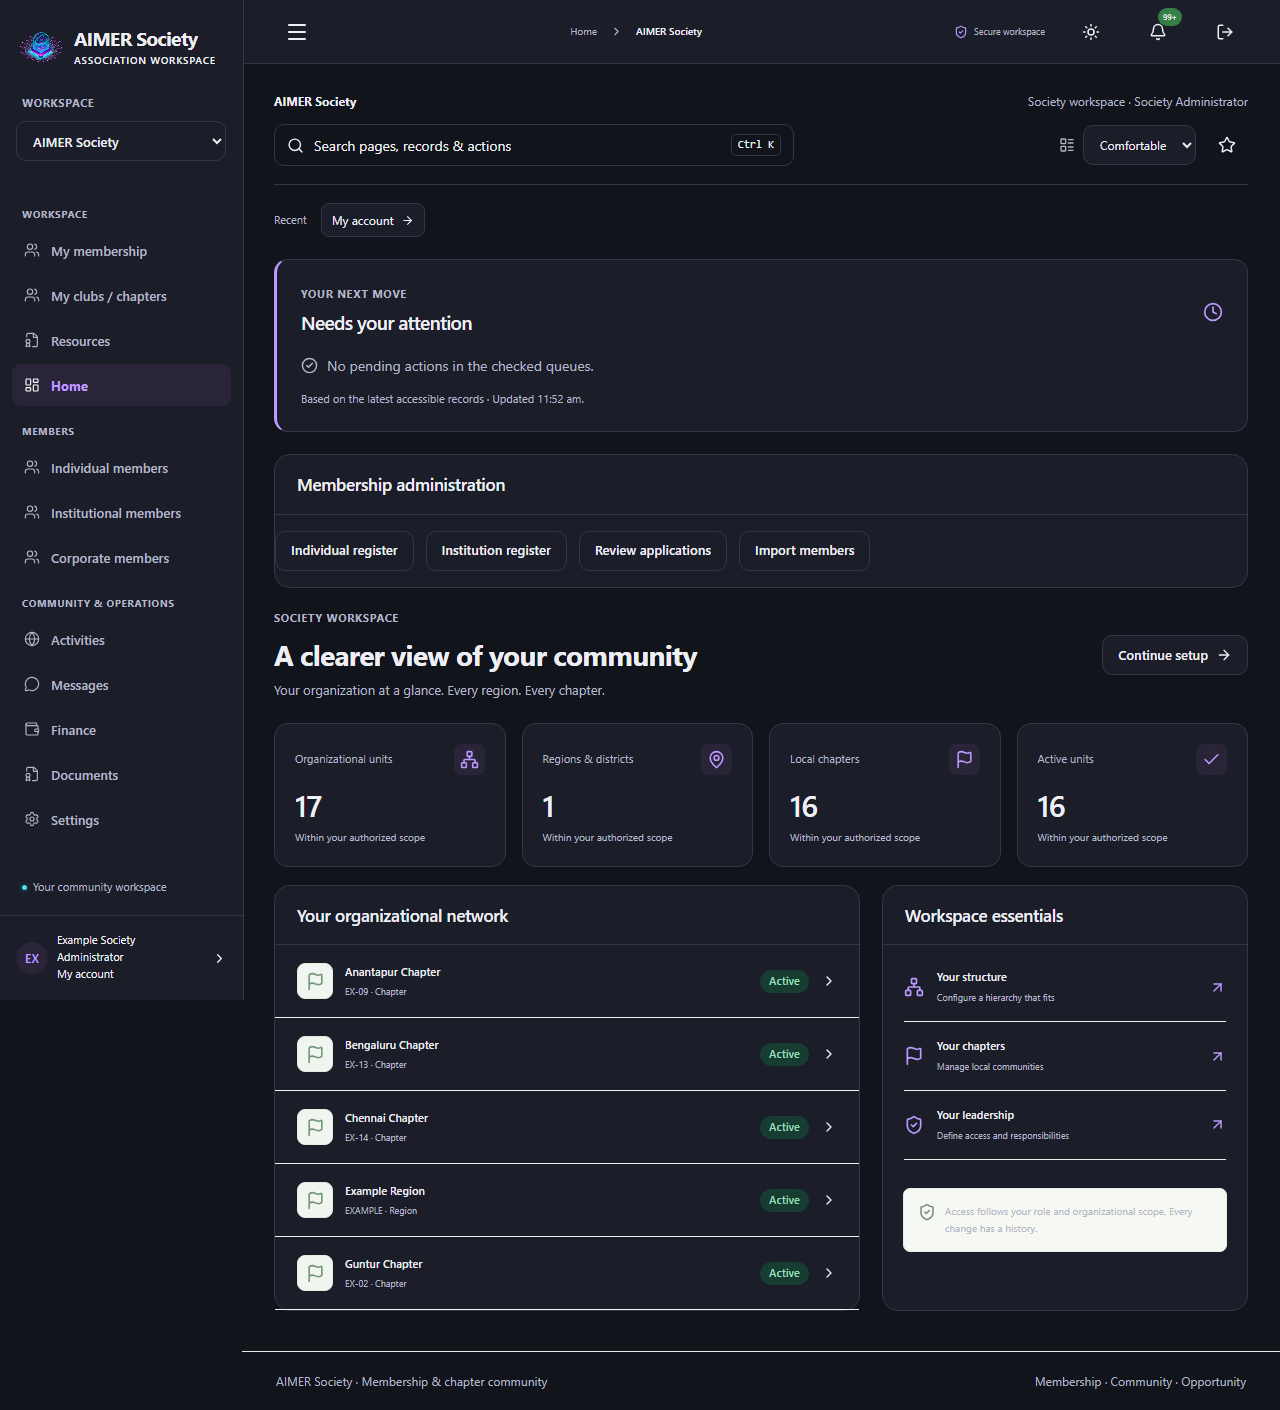 AIMER Society
ASSOCIATION WORKSPACE
WORKSPACE
AIMER Society
WORKSPACE
My membership
My clubs / chapters
Resources
Home
MEMBERS
Individual members
Institutional members
Corporate members
COMMUNITY & OPERATIONS
Activities
Messages
Finance
Documents
Settings
Your community workspace
EX
Example Society
Administrator
My account
Home
AIMER Society
Secure workspace
99+
AIMER Society
Society workspace · Society Administrator
Search pages, records & actions
Ctrl K
Comfortable
Recent
My account
YOUR NEXT MOVE
Needs your attention
No pending actions in the checked queues.
Based on the latest accessible records · Updated 11:52 am.
Membership administration
Individual register
Institution register
Review applications
Import members
SOCIETY WORKSPACE
A clearer view of your community
Your organization at a glance. Every region. Every chapter.
Continue setup
Organizational units
17
Within your authorized scope
Regions & districts
1
Within your authorized scope
Local chapters
16
Within your authorized scope
Active units
16
Within your authorized scope
Your organizational network
Anantapur Chapter
EX-09 · Chapter
Active
Bengaluru Chapter
EX-13 · Chapter
Active
Chennai Chapter
EX-14 · Chapter
Active
Example Region
EXAMPLE · Region
Active
Guntur Chapter
EX-02 · Chapter
Active
Workspace essentials
Your structure
Configure a hierarchy that fits
Your chapters
Manage local communities
Your leadership
Define access and responsibilities
Access follows your role and organizational scope. Every
change has a history.
AIMER Society · Membership & chapter community
Membership · Community · Opportunity